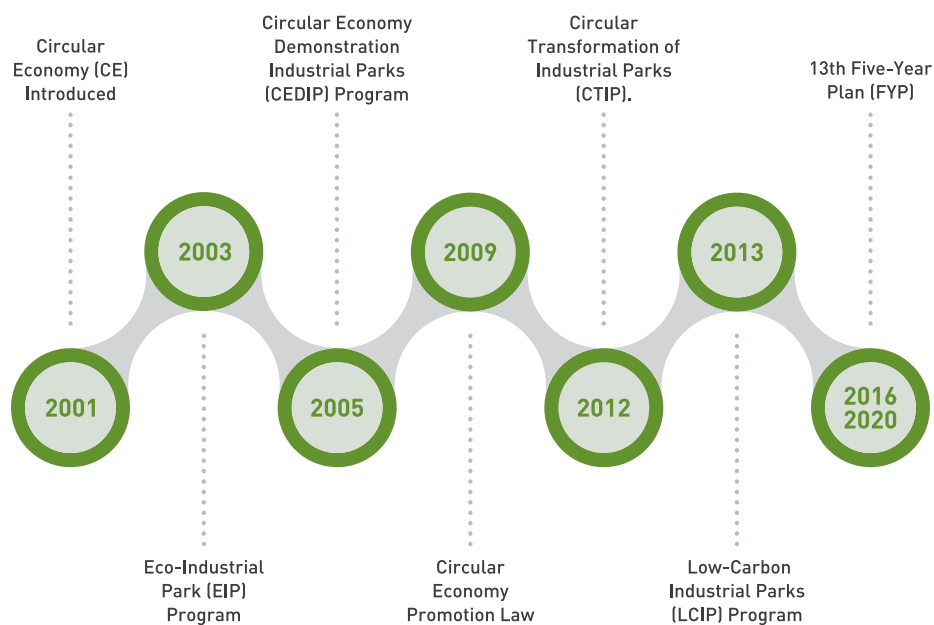 Circular
Economy (CE)
Introduced
Circular Economy
Demonstration
Industrial Parks
(CEDIP) Program
Circular
Transformation of
Industrial Parks
(CTIP).
13th Five-Year
Plan (FYP)
2003
2009
2013
2001
2005
2012
2016
2020
Eco-Industrial
Park (EIP)
Program
Circular
Economy
Promotion Law
Low-Carbon
Industrial Parks
(LCIP) Program